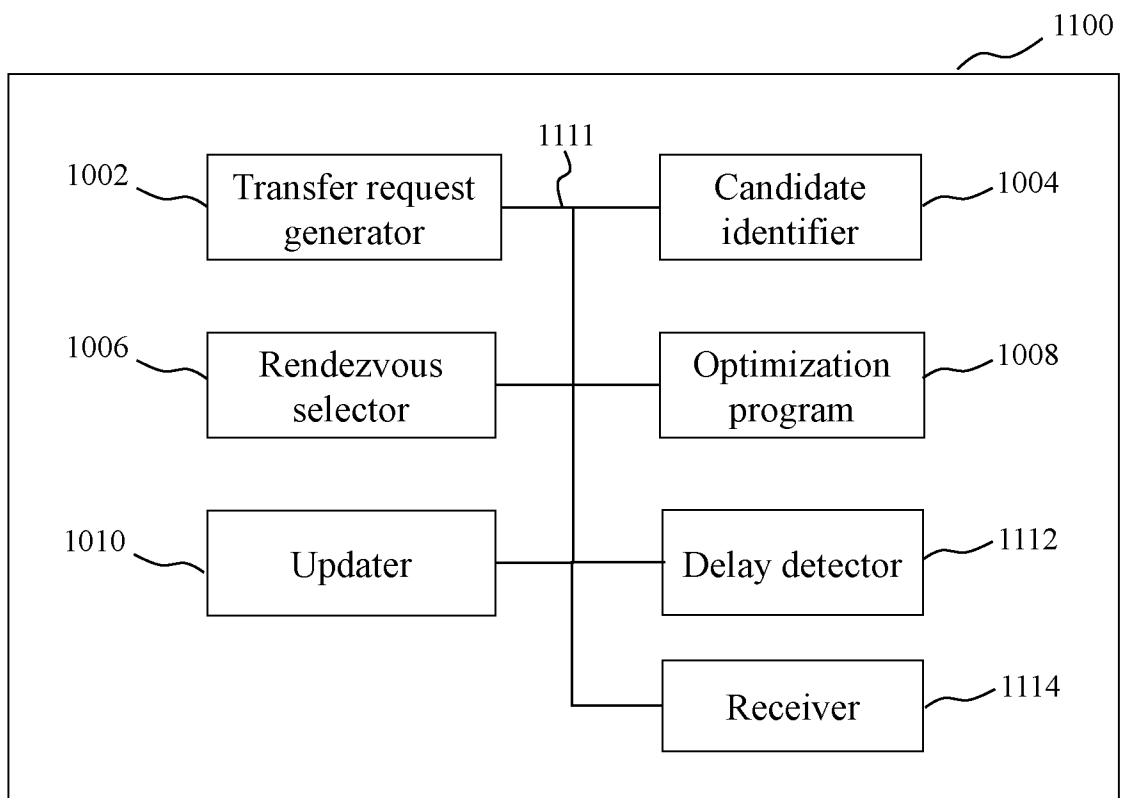 1100
1111
1002
Transfer request
generator
Candidate
identifier
1004
1006
Rendezvous
selector
Optimization
program
1008
1010
Updater
Delay detector
1112
Receiver
1114